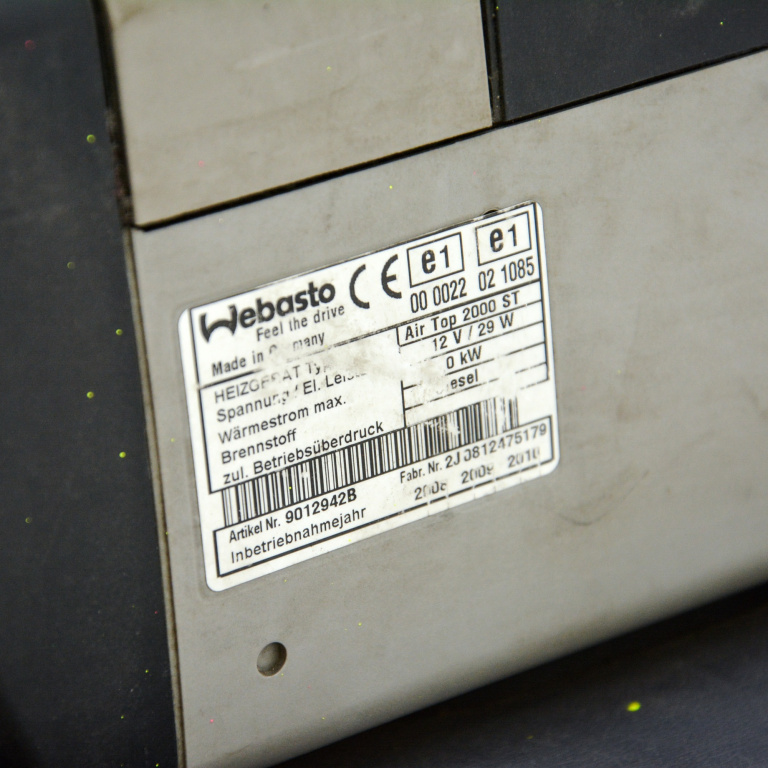 Webasto
Feel the drive
CE e1 e1
00 0022 02 1085
Made in
Air Top 2000 ST
12 V / 29 W
Spannung / El.
0 kW
Wärmestrom max.
Brennstoff
zul. Betriebsüberdruck
Artikel Nr. 9012942B Fabr. Nr.
Inbetriebnahmejahr 2009 2010